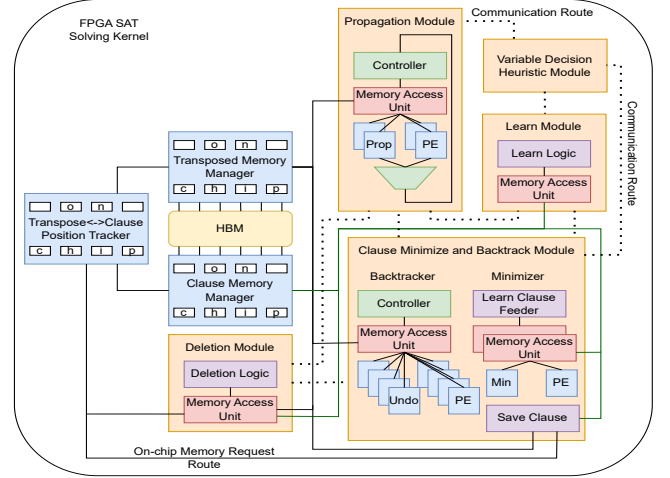 FPGA SAT
Solving Kernel
Propagation Module
Controller
Memory Access
Unit
Prop
PE
Communication Route
Variable Decision
Heuristic Module
Communication Route
Learn Module
Learn Logic
Memory Access
Unit
o n
Transposed Memory
Manager
c h i p
o n
Transpose<->Clause
Position Tracker
c h i p
HBM
o n
Clause Memory
Manager
c h i p
Clause Minimize and Backtrack Module
Backtracker
Controller
Memory Access
Unit
Undo
PE
Minimizer
Learn Clause
Feeder
Memory Access
Unit
Min
PE
Save Clause
Deletion Module
Deletion Logic
Memory Access
Unit
On-chip Memory Request
Route